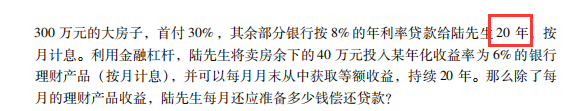 300 万元的大房子，首付 30%，其余部分银行按 8%的年利率贷款给陆先生 20 年，按
月计息。利用金融杠杆，陆先生将卖房余下的 40 万元投入某年化收益率为 6%的银行
理财产品（按月计息），并可以每月月末从中获取等额收益，持续 20 年。那么除了每
月的理财产品收益，陆先生每月还应准备多少钱偿还贷款？